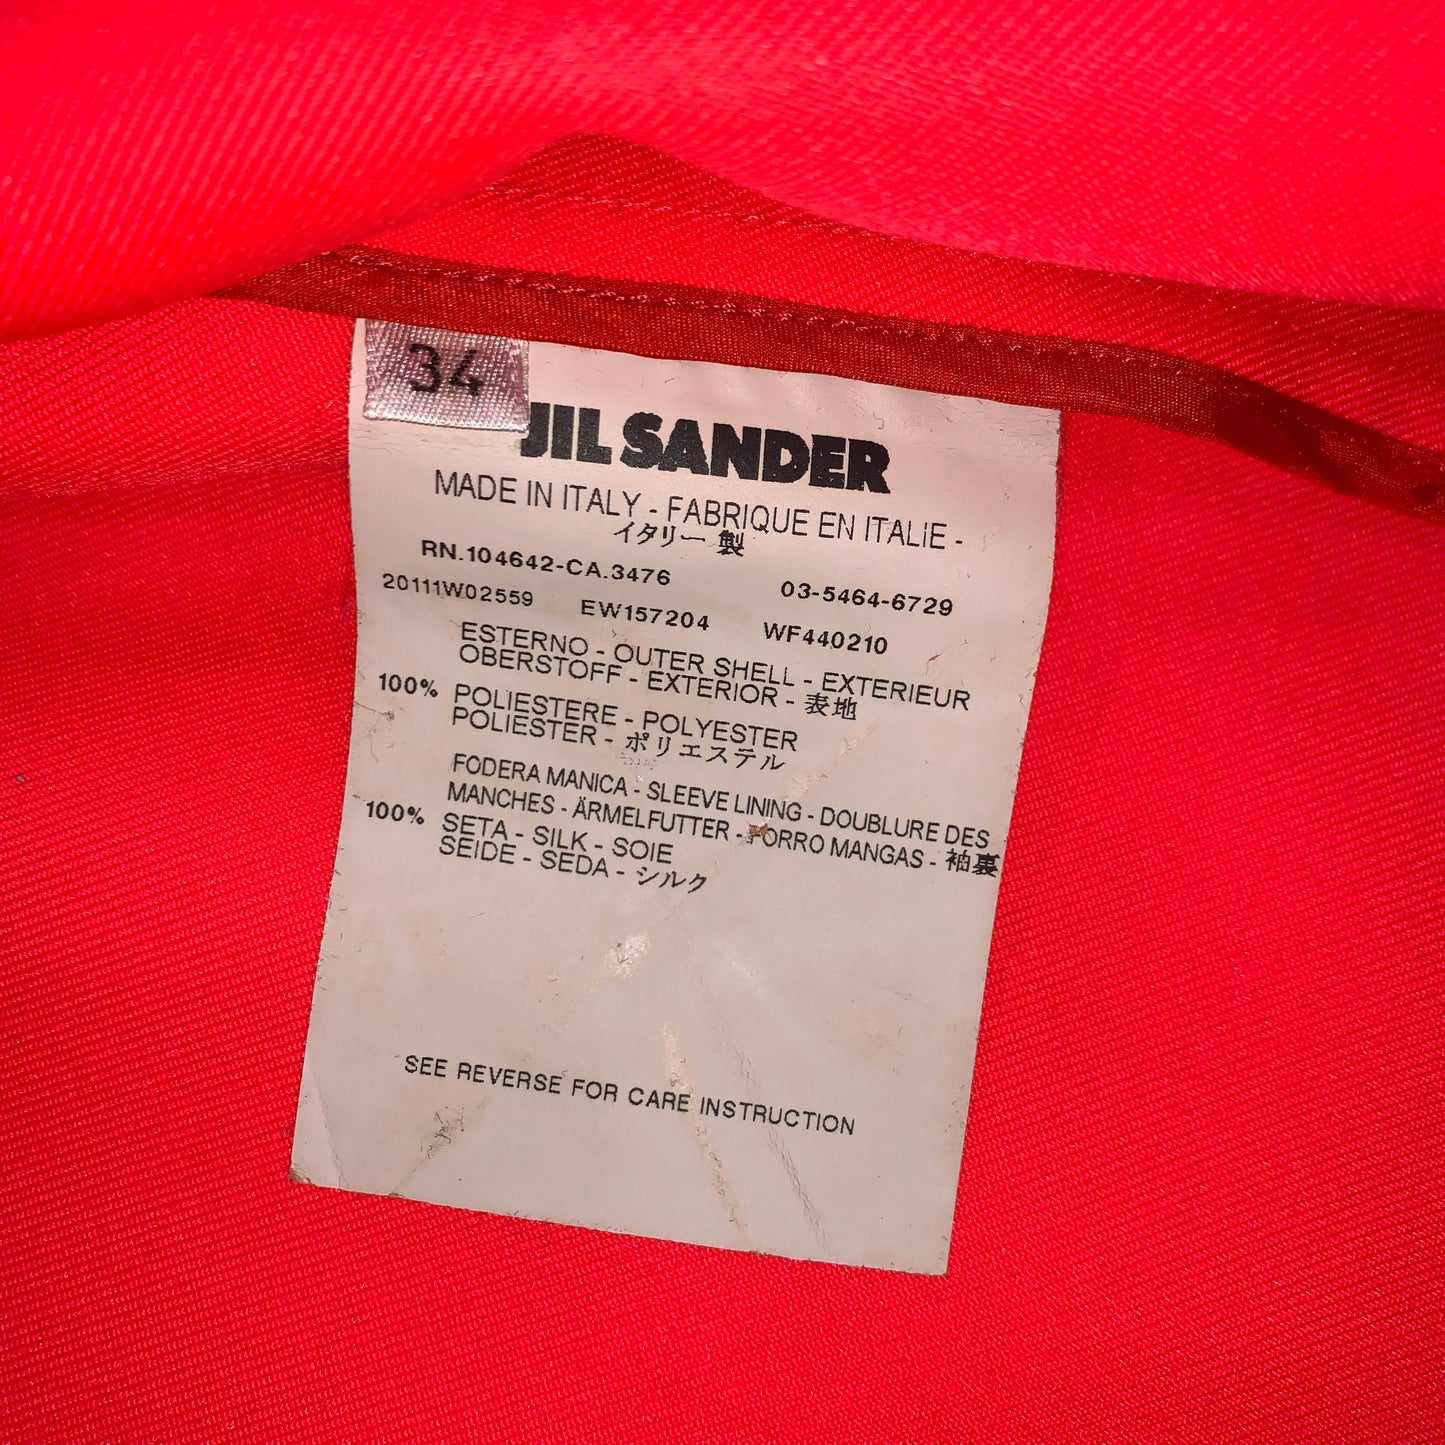 34
JIL SANDER
MADE IN ITALY - FABRIQUE EN ITALIE -
イタリー 製
RN.104642-CA.3476 03-5464-6729
20111W02559 EW157204 WF440210
ESTERNO - OUTER SHELL - EXTERIEUR
OBERSTOFF - EXTERIOR - 表地
100% POLIESTERE - POLYESTER
POLIESTER - ポリエステル
FODERA MANICA - SLEEVE LINING - DOUBLURE DES
MANCHES - ÄRMELFUTTER - FORRO MANGAS - 袖裏
100% SETA - SILK - SOIE
SEIDE - SEDA - シルク
SEE REVERSE FOR CARE INSTRUCTION